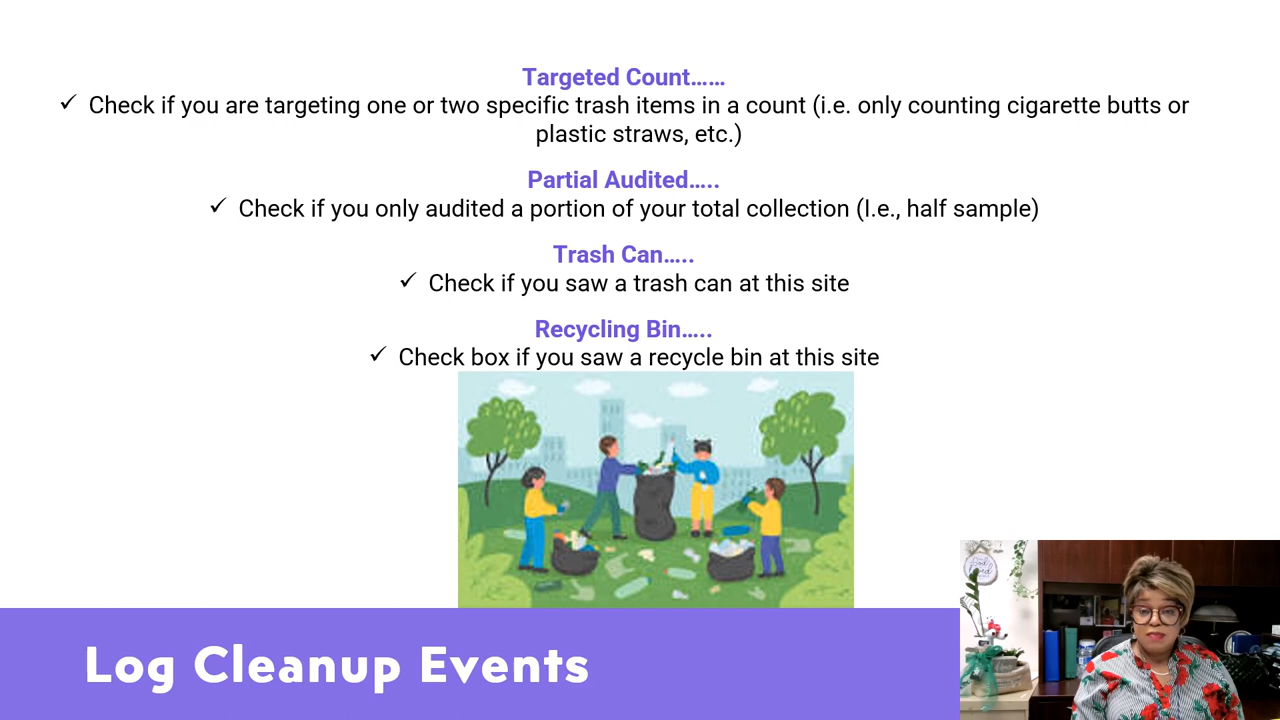 Targeted Count……
✓ Check if you are targeting one or two specific trash items in a count (i.e. only counting cigarette butts or
plastic straws, etc.)
Partial Audited…..
✓ Check if you only audited a portion of your total collection (I.e., half sample)
Trash Can…..
✓ Check if you saw a trash can at this site
Recycling Bin…..
✓ Check box if you saw a recycle bin at this site
Log Cleanup Events